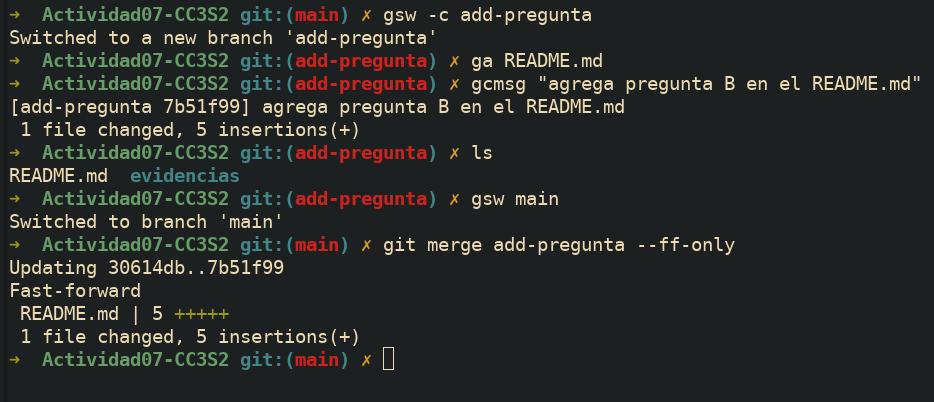 →  Actividad07-CC3S2 git:(main) ✗ gsw -c add-pregunta
Switched to a new branch 'add-pregunta'
→  Actividad07-CC3S2 git:(add-pregunta) ✗ ga README.md
→  Actividad07-CC3S2 git:(add-pregunta) ✗ gcmsg "agrega pregunta B en el README.md"
[add-pregunta 7b51f99] agrega pregunta B en el README.md
 1 file changed, 5 insertions(+)
→  Actividad07-CC3S2 git:(add-pregunta) ✗ ls
README.md  evidencias
→  Actividad07-CC3S2 git:(add-pregunta) ✗ gsw main
Switched to branch 'main'
→  Actividad07-CC3S2 git:(main) ✗ git merge add-pregunta --ff-only
Updating 30614db..7b51f99
Fast-forward
 README.md | 5 +++++
 1 file changed, 5 insertions(+)
→  Actividad07-CC3S2 git:(main) ✗